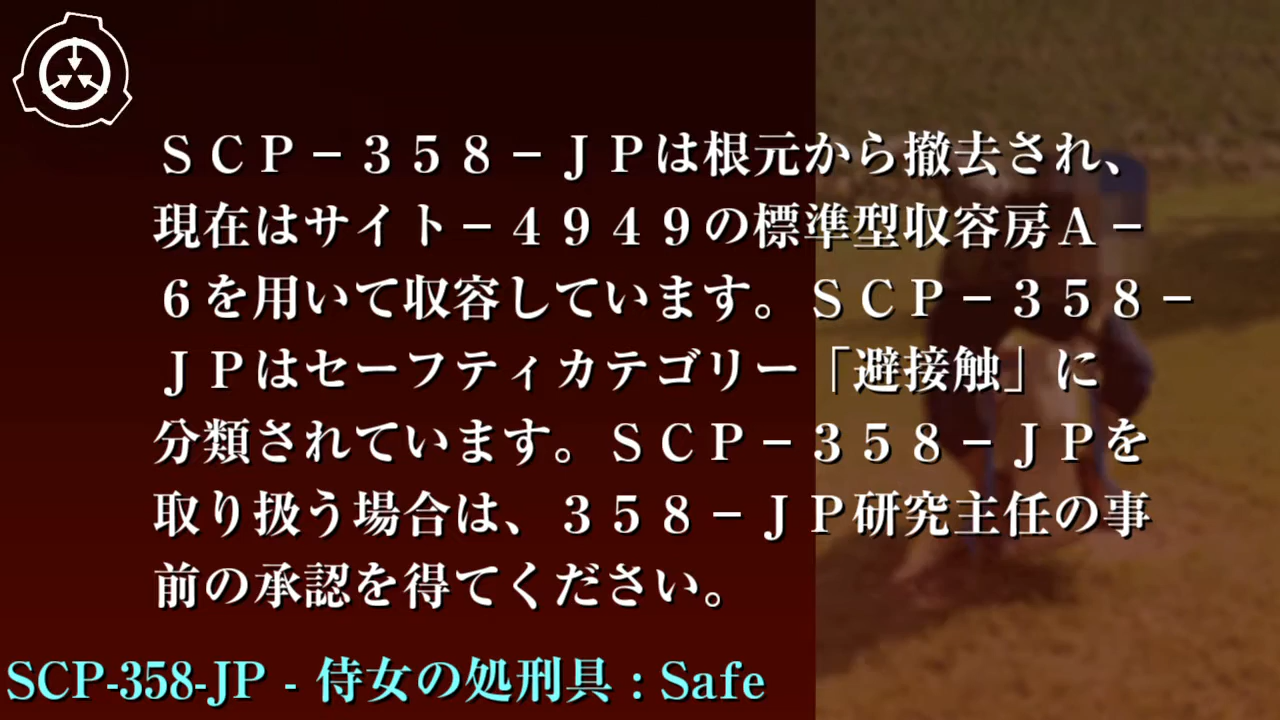 ＳＣＰ－３５８－ＪＰは根元から撤去され、
現在はサイト－４９４９の標準型収容房Ａ－
６を用いて収容しています。ＳＣＰ－３５８－
ＪＰはセーフティカテゴリー「避接触」に
分類されています。ＳＣＰ－３５８－ＪＰを
取り扱う場合は、３５８－ＪＰ研究主任の事
前の承認を得てください。
SCP-358-JP - 侍女の処刑具 : Safe